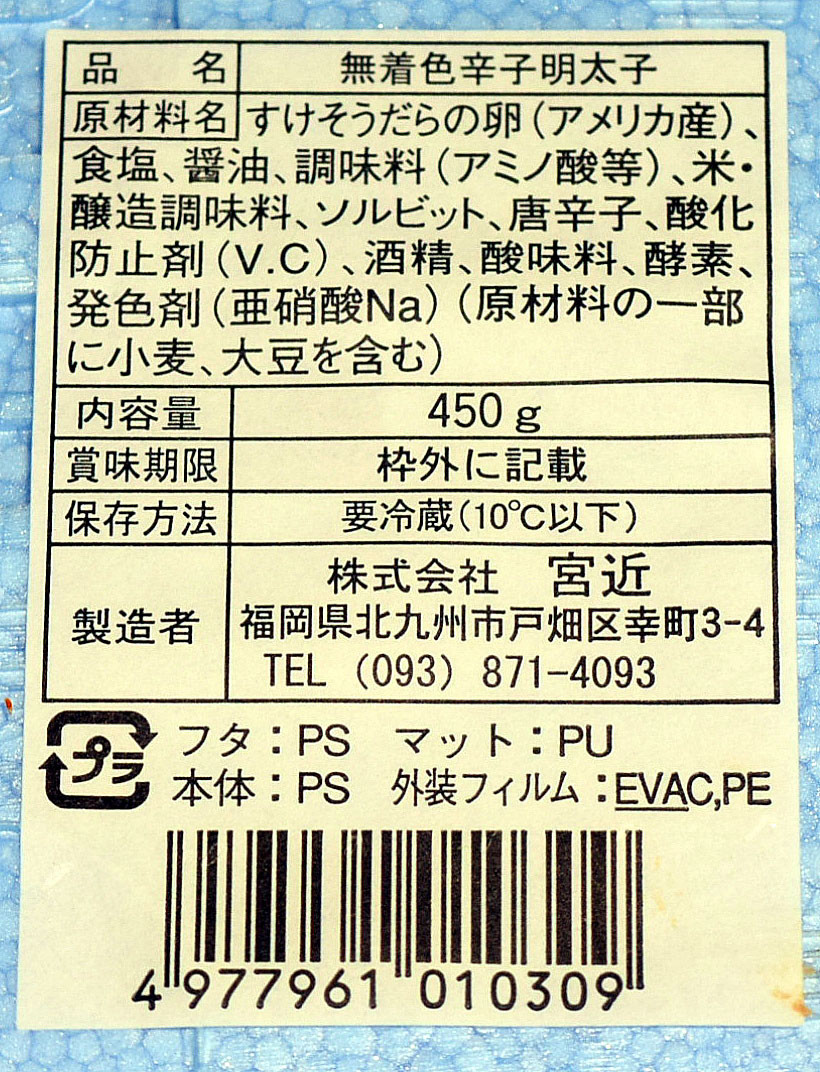 品名 無着色辛子明太子
原材料名 すけそうだらの卵(アメリカ産)、
食塩、醤油、調味料(アミノ酸等)、米・
醸造調味料、ソルビット、唐辛子、酸化
防止剤(V.C)、酒精、酸味料、酵素、
発色剤(亜硝酸Na)(原材料の一部
に小麦、大豆を含む)
内容量 450g
賞味期限 枠外に記載
保存方法 要冷蔵(10℃以下)
製造者 株式会社 宮近
福岡県北九州市戸畑区幸町3-4
TEL (093) 871-4093
プラ フタ:PS マット:PU
本体:PS 外装フィルム:EVAC,PE
4 977961 010309